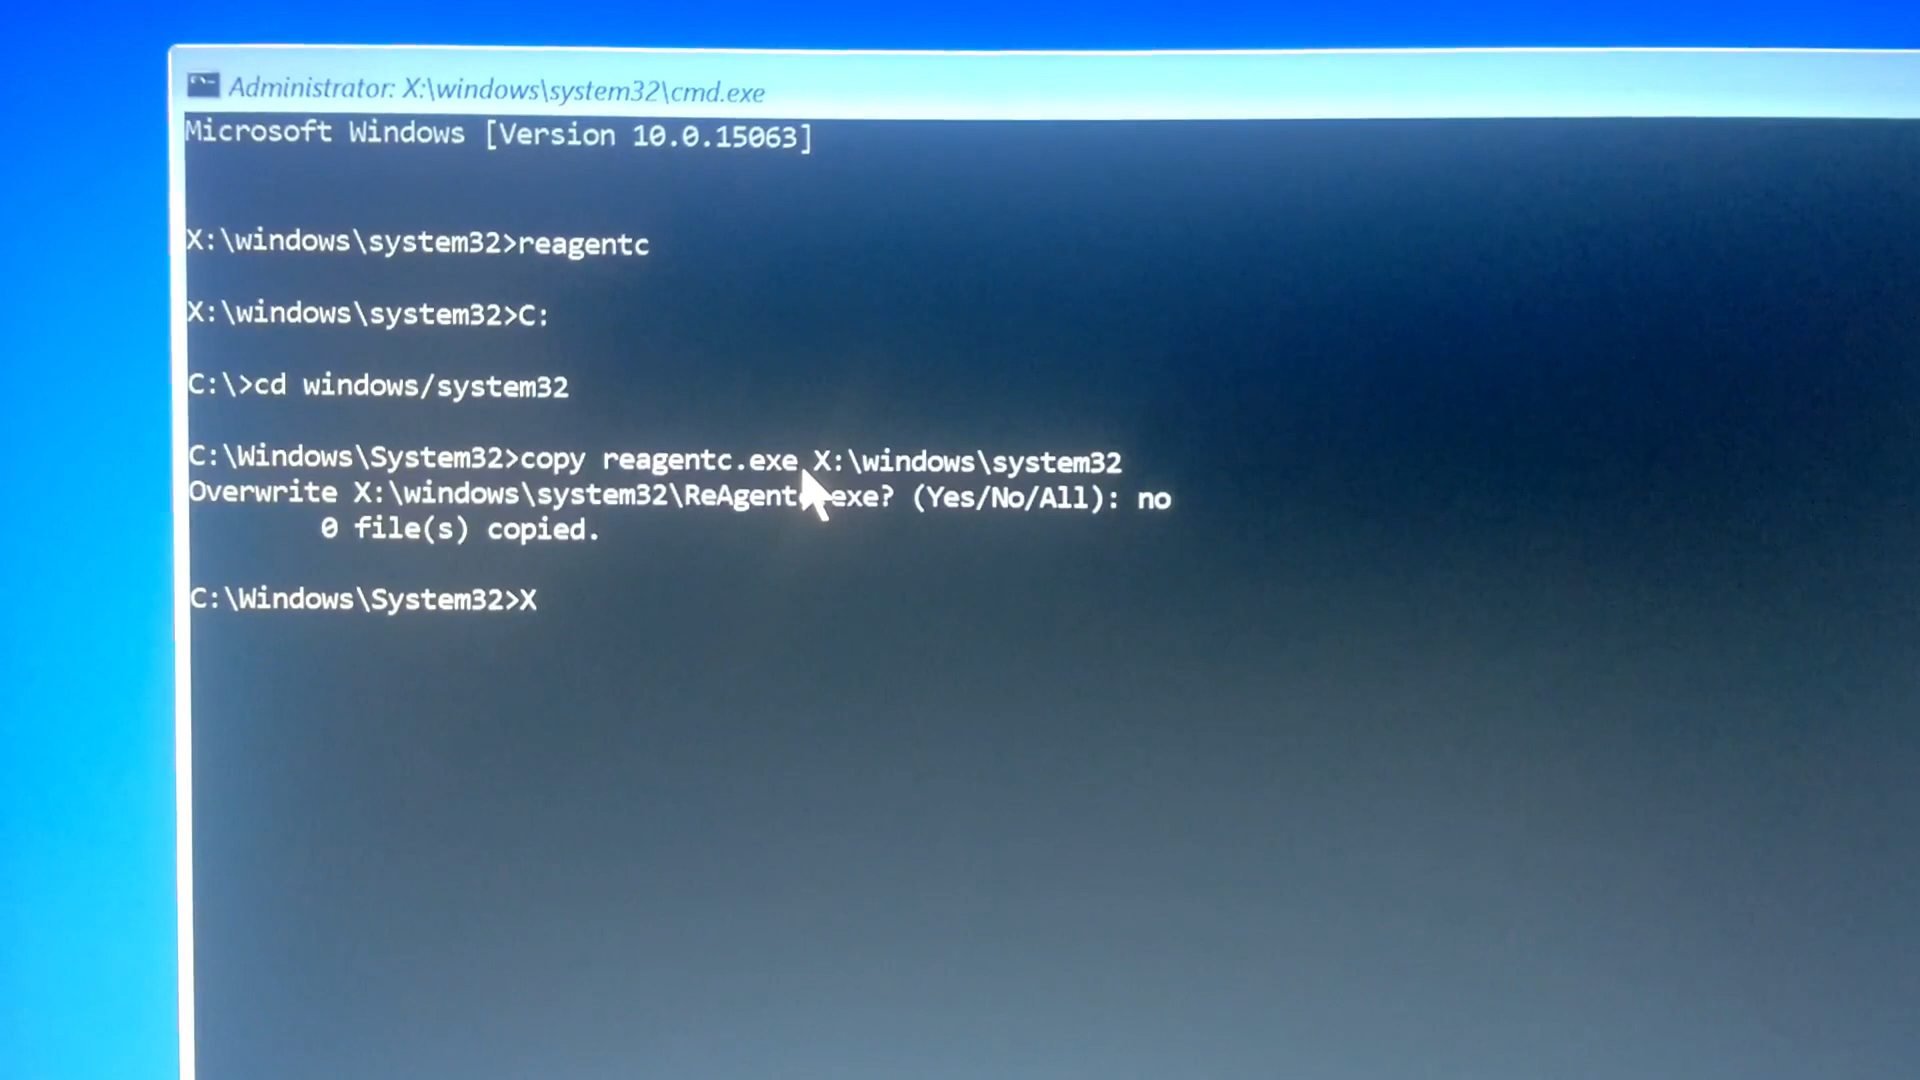 Administrator: X:\windows\system32\cmd.exe
Microsoft Windows [Version 10.0.15063]
X:\windows\system32>reagentc
X:\windows\system32>C:
C:\>cd windows/system32
C:\Windows\System32>copy reagentc.exe X:\windows\system32
Overwrite X:\windows\system32\ReAgentc.exe? (Yes/No/All): no
0 file(s) copied.
C:\Windows\System32>X